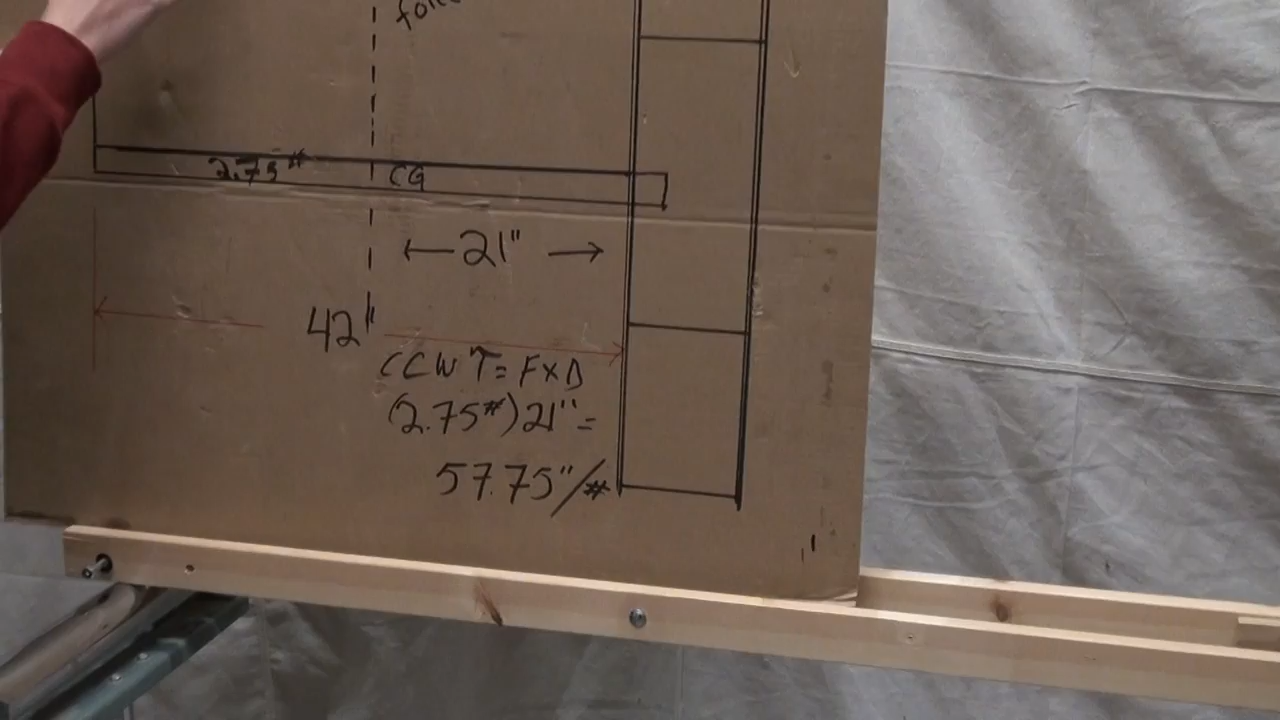 2.75 #
CG
←21" →
42"
CCW T= F×D
(2.75#)21"=
57.75"/#